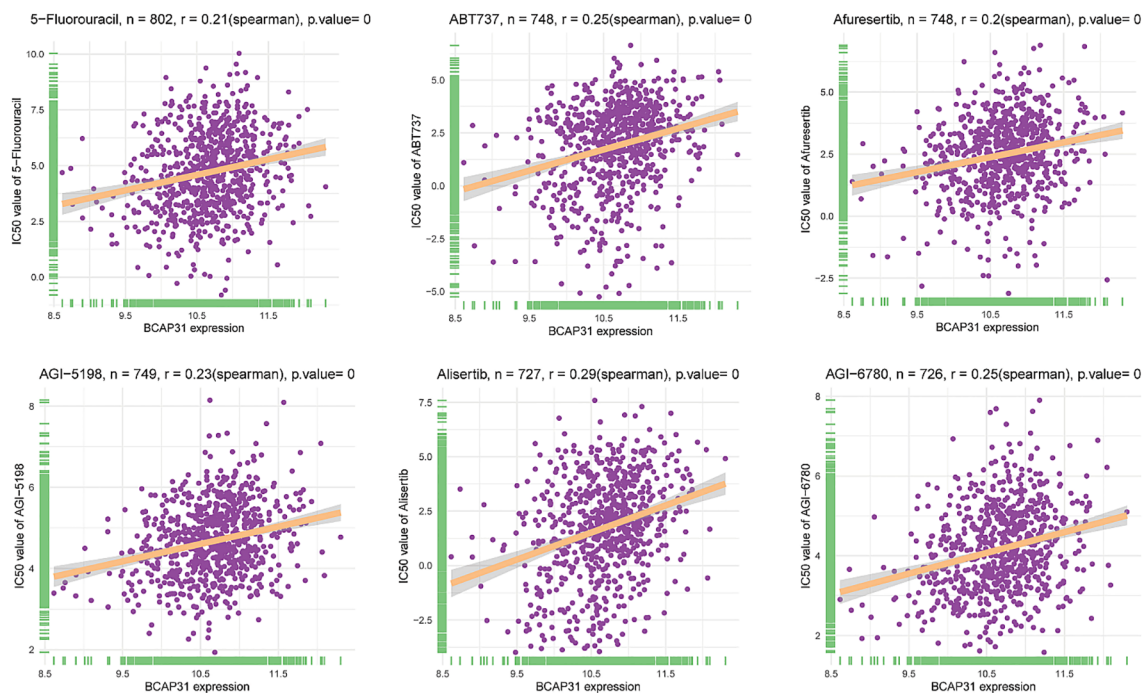 5−Fluorouracil, n = 802, r = 0.21(spearman), p.value= 0
IC50 value of 5−Fluorouracil
10.0
7.5
5.0
2.5
0.0
8.5 9.5 10.5 11.5
BCAP31 expression
ABT737, n = 748, r = 0.25(spearman), p.value= 0
IC50 value of ABT737
5.0
2.5
0.0
−2.5
−5.0
8.5 9.5 10.5 11.5
BCAP31 expression
Afuresertib, n = 748, r = 0.2(spearman), p.value= 0
IC50 value of Afuresertib
5.0
2.5
0.0
−2.5
8.5 9.5 10.5 11.5
BCAP31 expression
AGI−5198, n = 749, r = 0.23(spearman), p.value= 0
IC50 value of AGI−5198
8
6
4
2
8.5 9.5 10.5 11.5
BCAP31 expression
Alisertib, n = 727, r = 0.29(spearman), p.value= 0
IC50 value of Alisertib
7.5
5.0
2.5
0.0
−2.5
8.5 9.5 10.5 11.5
BCAP31 expression
AGI−6780, n = 726, r = 0.25(spearman), p.value= 0
IC50 value of AGI−6780
8
6
4
2
8.5 9.5 10.5 11.5
BCAP31 expression